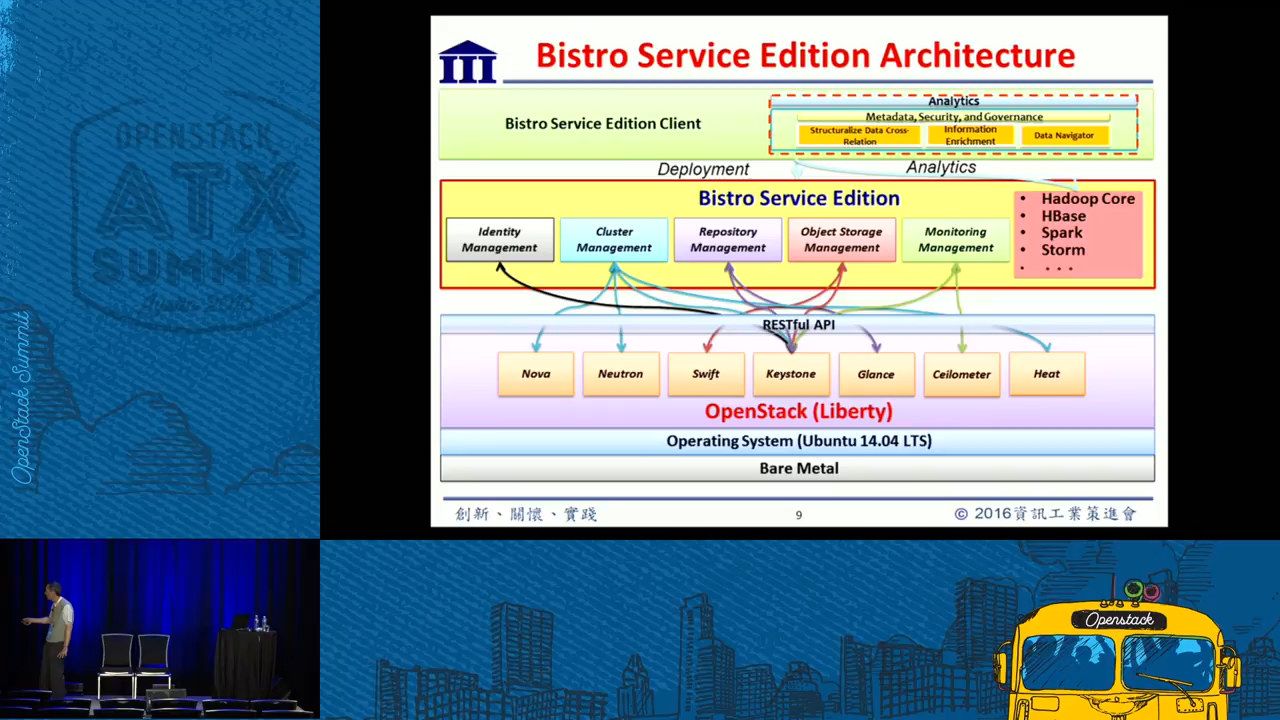 Bistro Service Edition Architecture
Bistro Service Edition Client
Analytics
Metadata, Security, and Governance
Structuralize Data Cross-
Relation
Information
Enrichment
Data Navigator
Deployment
Analytics
Bistro Service Edition
Identity
Management
Cluster
Management
Repository
Management
Object Storage
Management
Monitoring
Management
• Hadoop Core
• HBase
• Spark
• Storm
• . . .
RESTful API
Nova
Neutron
Swift
Keystone
Glance
Ceilometer
Heat
OpenStack (Liberty)
Operating System (Ubuntu 14.04 LTS)
Bare Metal
創新、關懷、實踐
9
© 2016資訊工業策進會
OpenStack Summit
ATX
SUMMIT
Openstack